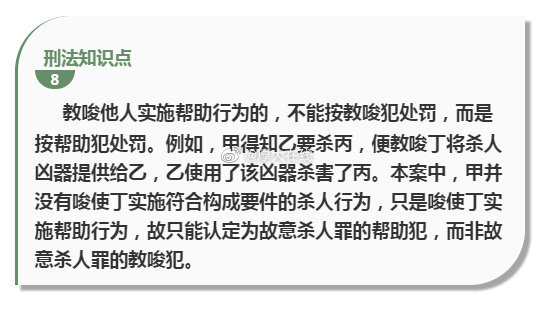 刑法知识点
8
教唆他人实施帮助行为的，不能按教唆犯处罚，而是
按帮助犯处罚。例如，甲得知乙要杀丙，便教唆丁将杀人
凶器提供给乙，乙使用了该凶器杀害了丙。本案中，甲并
没有唆使丁实施符合构成要件的杀人行为，只是唆使丁实
施帮助行为，故只能认定为故意杀人罪的帮助犯，而非故
意杀人罪的教唆犯。